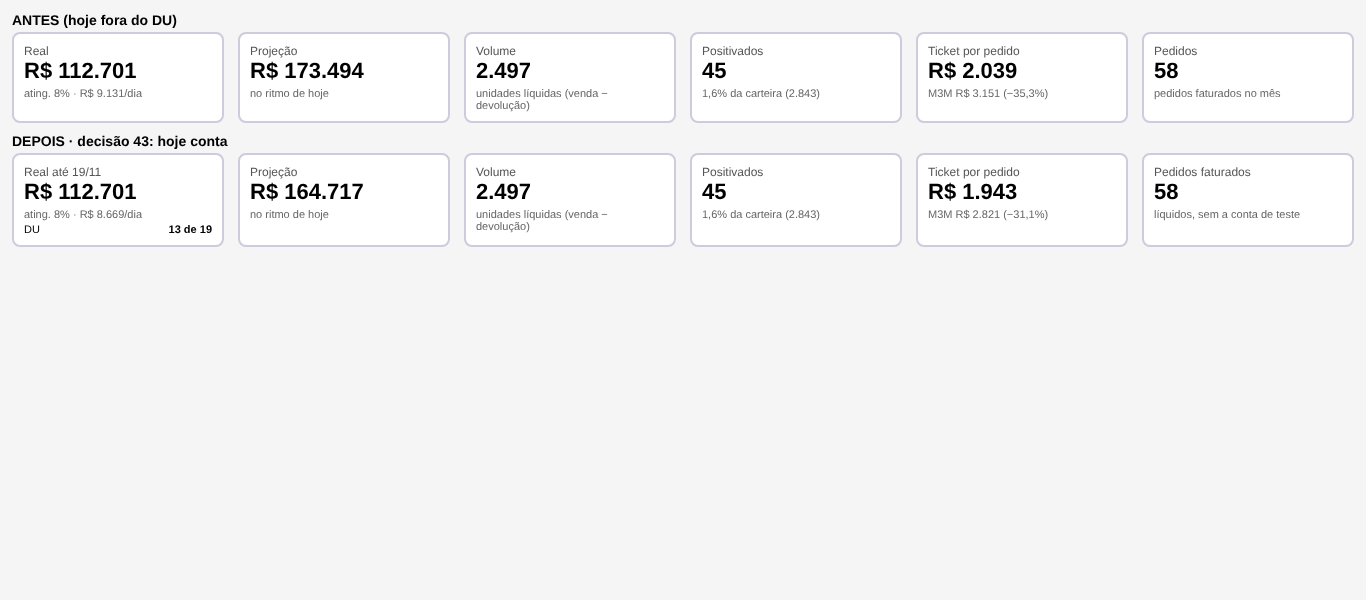 ANTES (hoje fora do DU)
Real
R$ 112.701
ating. 8% · R$ 9.131/dia
Projeção
R$ 173.494
no ritmo de hoje
Volume
2.497
unidades líquidas (venda −
devolução)
Positivados
45
1,6% da carteira (2.843)
Ticket por pedido
R$ 2.039
M3M R$ 3.151 (−35,3%)
Pedidos
58
pedidos faturados no mês
DEPOIS · decisão 43: hoje conta
Real até 19/11
R$ 112.701
ating. 8% · R$ 8.669/dia
DU 13 de 19
Projeção
R$ 164.717
no ritmo de hoje
Volume
2.497
unidades líquidas (venda −
devolução)
Positivados
45
1,6% da carteira (2.843)
Ticket por pedido
R$ 1.943
M3M R$ 2.821 (−31,1%)
Pedidos faturados
58
líquidos, sem a conta de teste